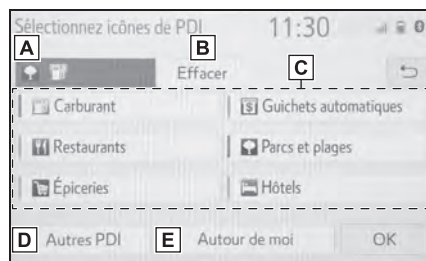 Sélectionnez icônes de PDI 11:30 0
A B C
Effacer
Carburant Guichets automatiques
Restaurants Parcs et plages
Épiceries Hôtels
D Autres PDI E Autour de moi OK